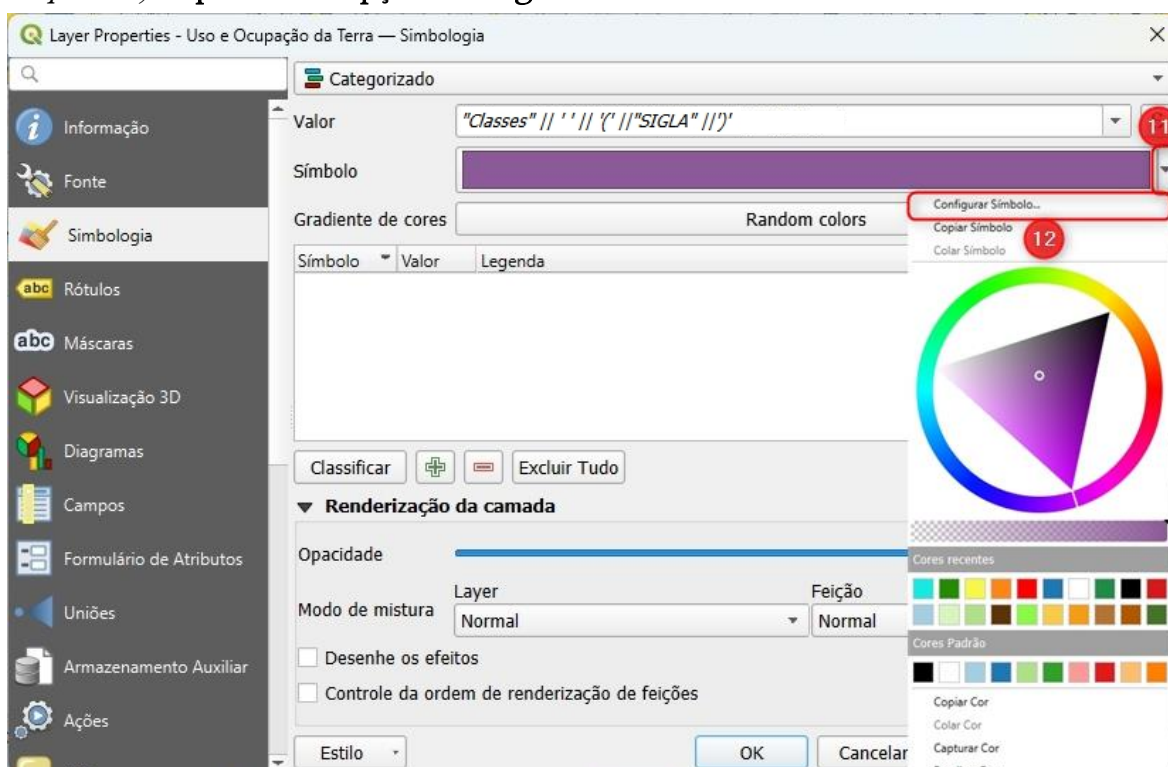 Layer Properties - Uso e Ocupação da Terra — Simbologia
Categorizado
Informação
Valor
"Classes" || ' ' || '(' ||"SIGLA" ||')'
11
Fonte
Símbolo
Configurar Símbolo...
Simbologia
Gradiente de cores
Random colors
Copiar Símbolo
12
Colar Símbolo
Símbolo Valor Legenda
abc Rótulos
abc Máscaras
Visualização 3D
Diagramas
Classificar
Excluir Tudo
Campos
Renderização da camada
Formulário de Atributos
Opacidade
Cores recentes
Layer
Feição
Uniões
Modo de mistura
Normal
Normal
Cores Padrão
Desenhe os efeitos
Armazenamento Auxiliar
Controle da ordem de renderização de feições
Copiar Cor
Ações
Colar Cor
Estilo
OK
Cancelar
Capturar Cor